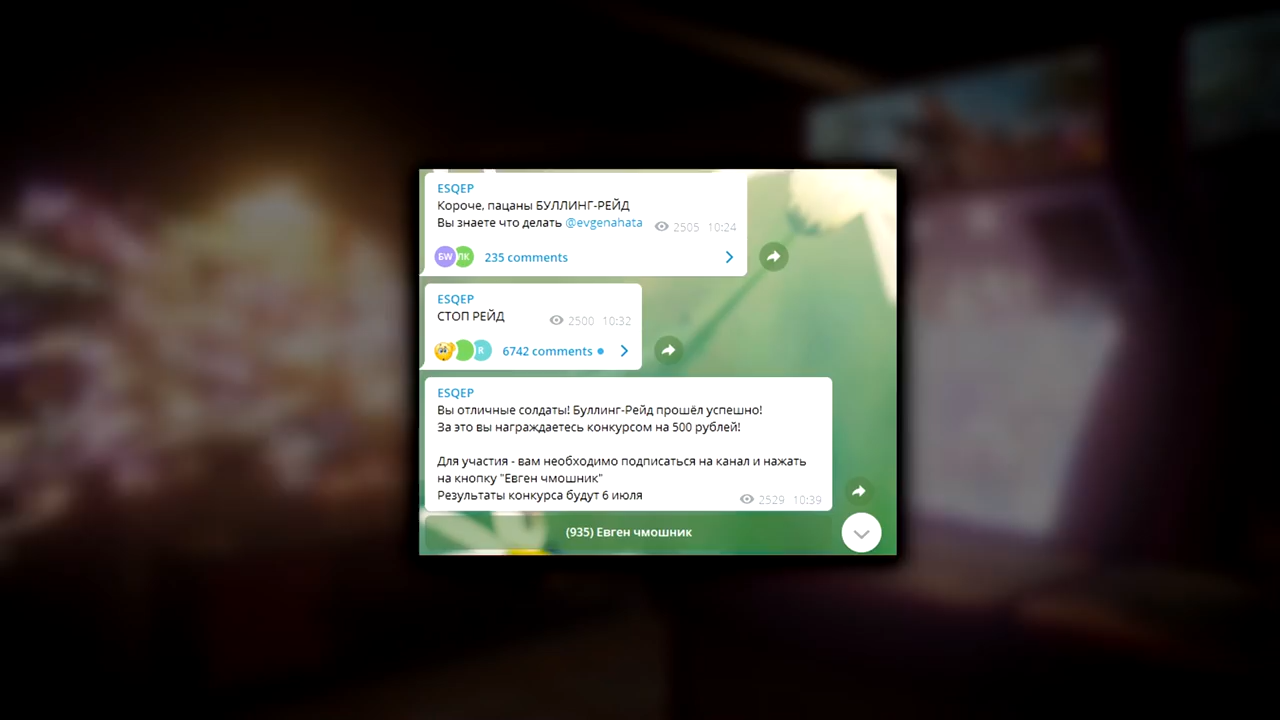 ESQEP
Короче, пацаны БУЛЛИНГ-РЕЙД
Вы знаете что делать @evgenahata 2505 10:24
БW ЛК 235 comments
ESQEP
СТОП РЕЙД 2500 10:32
R 6742 comments
ESQEP
Вы отличные солдаты! Буллинг-Рейд прошёл успешно!
За это вы награждаетесь конкурсом на 500 рублей!
Для участия - вам необходимо подписаться на канал и нажать
на кнопку "Евген чмошник"
Результаты конкурса будут 6 июля 2529 10:39
(935) Евген чмошник